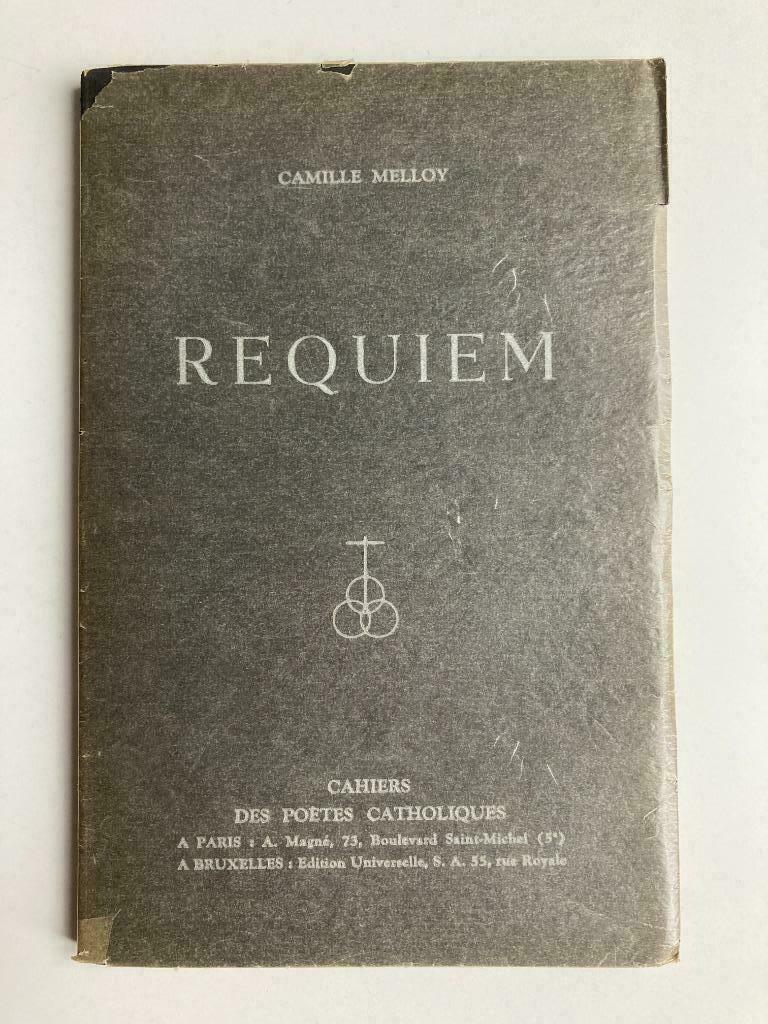 CAMILLE MELLOY
REQUIEM
CAHIERS
DES POËTES CATHOLIQUES
A PARIS : A. Magné, 73, Boulevard Saint-Michel (5ᵉ)
A BRUXELLES : Edition Universelle, S. A. 55, rue Royale